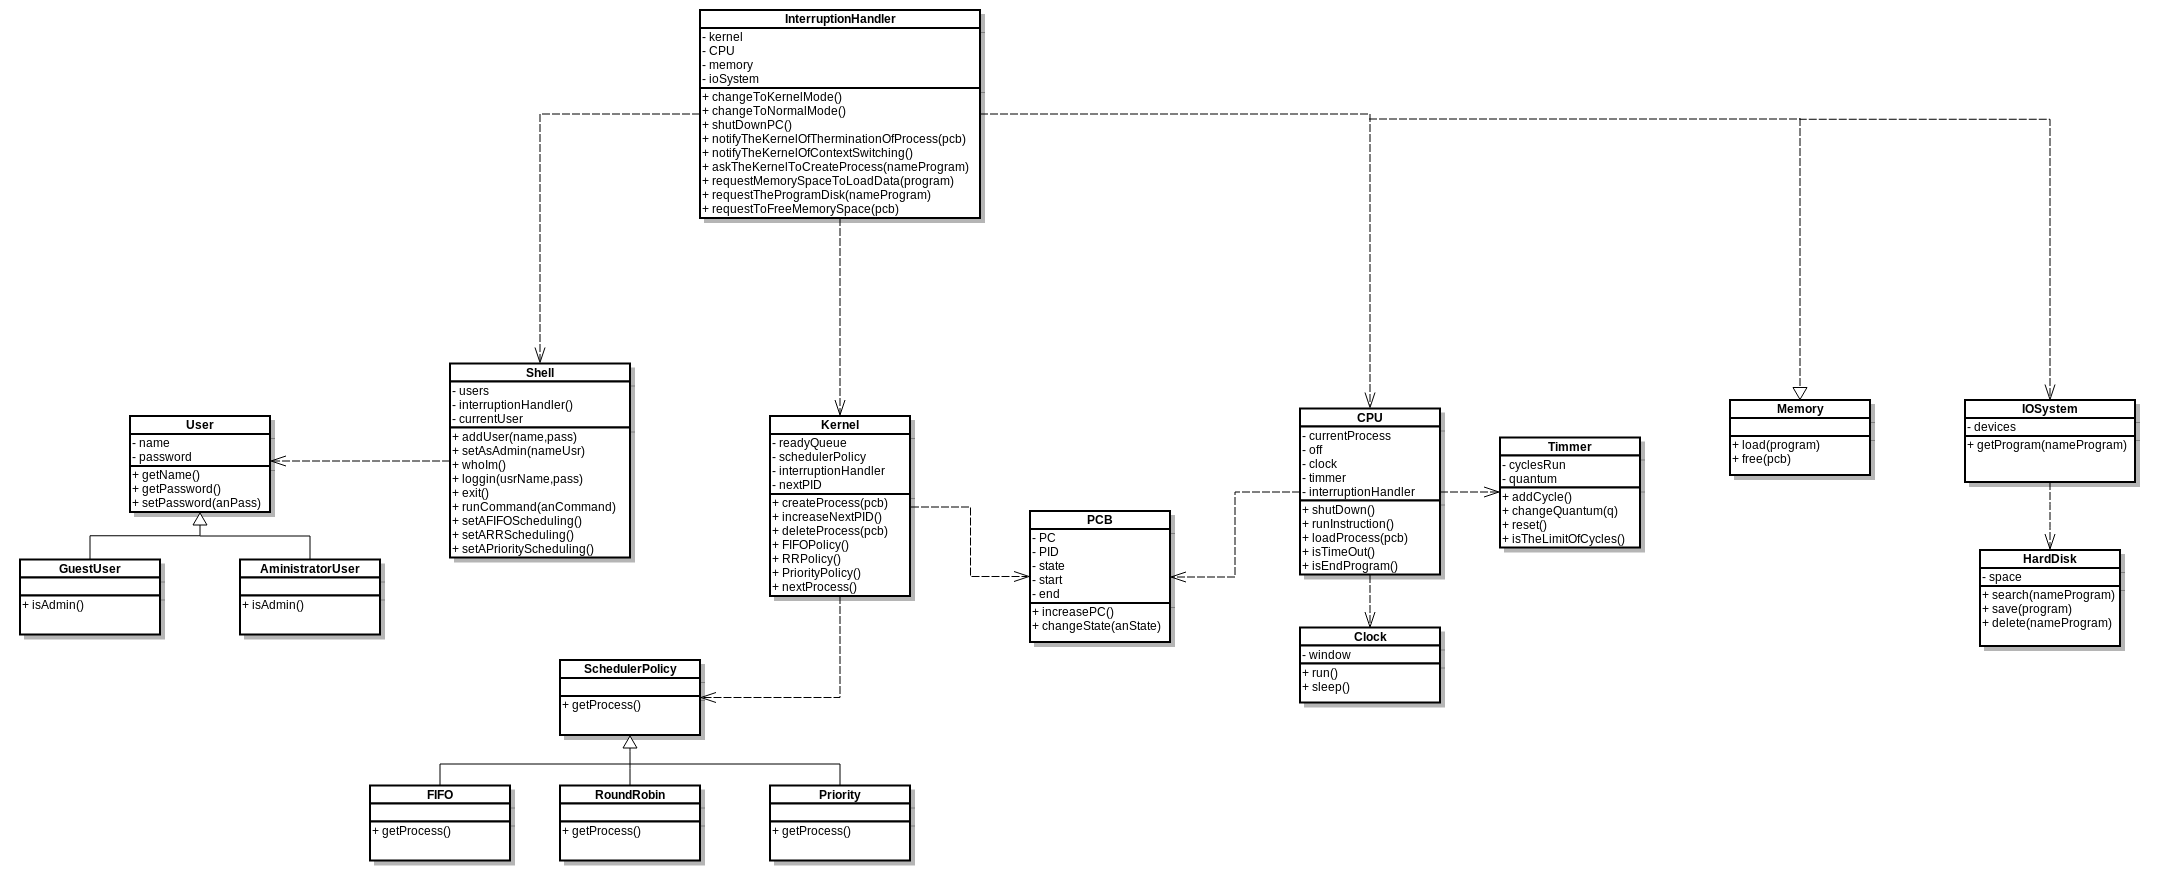 InterruptionHandler
- kernel
- CPU
- memory
- ioSystem
+ changeToKernelMode()
+ changeToNormalMode()
+ shutDownPC()
+ notifyTheKernelOfTherminationOfProcess(pcb)
+ notifyTheKernelOfContextSwitching()
+ askTheKernelToCreateProcess(nameProgram)
+ requestMemorySpaceToLoadData(program)
+ requestTheProgramDisk(nameProgram)
+ requestToFreeMemorySpace(pcb)
Shell
- users
- interruptionHandler()
- currentUser
+ addUser(name,pass)
+ setAsAdmin(nameUsr)
+ whoIm()
+ loggin(usrName,pass)
+ exit()
+ runCommand(anCommand)
+ setAFIFOScheduling()
+ setARRScheduling()
+ setAPriorityScheduling()
User
- name
- password
+ getName()
+ getPassword()
+ setPassword(anPass)
GuestUser
+ isAdmin()
AministratorUser
+ isAdmin()
Kernel
- readyQueue
- schedulerPolicy
- interruptionHandler
- nextPID
+ createProcess(pcb)
+ increaseNextPID()
+ deleteProcess(pcb)
+ FIFOPolicy()
+ RRPolicy()
+ PriorityPolicy()
+ nextProcess()
SchedulerPolicy
+ getProcess()
FIFO
+ getProcess()
RoundRobin
+ getProcess()
Priority
+ getProcess()
PCB
- PC
- PID
- state
- start
- end
+ increasePC()
+ changeState(anState)
CPU
- currentProcess
- off
- clock
- timmer
- interruptionHandler
+ shutDown()
+ runInstruction()
+ loadProcess(pcb)
+ isTimeOut()
+ isEndProgram()
Timmer
- cyclesRun
- quantum
+ addCycle()
+ changeQuantum(q)
+ reset()
+ isTheLimitOfCycles()
Clock
- window
+ run()
+ sleep()
Memory
+ load(program)
+ free(pcb)
IOSystem
- devices
+ getProgram(nameProgram)
HardDisk
- space
+ search(nameProgram)
+ save(program)
+ delete(nameProgram)